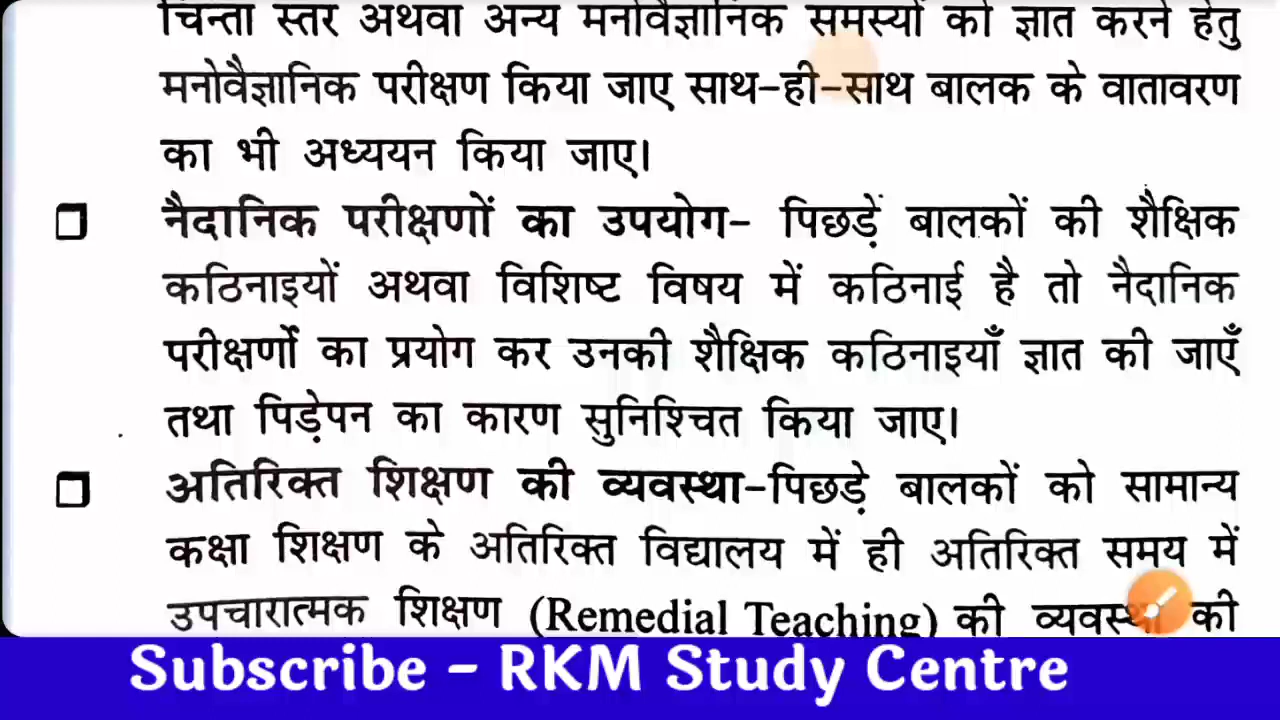 चिन्ता स्तर अथवा अन्य मनोवैज्ञानिक समस्यों को ज्ञात करने हेतु
मनोवैज्ञानिक परीक्षण किया जाए साथ-ही-साथ बालक के वातावरण
का भी अध्ययन किया जाए।
❒ नैदानिक परीक्षणों का उपयोग- पिछड़ें बालकों की शैक्षिक
कठिनाइयों अथवा विशिष्ट विषय में कठिनाई है तो नैदानिक
परीक्षर्णों का प्रयोग कर उनकी शैक्षिक कठिनाइयाँ ज्ञात की जाएँ
तथा पिड़ेपन का कारण सुनिश्चित किया जाए।
❒ अतिरिक्त शिक्षण की व्यवस्था-पिछड़े बालकों को सामान्य
कक्षा शिक्षण के अतिरिक्त विद्यालय में ही अतिरिक्त समय में
उपचारात्मक शिक्षण (Remedial Teaching) की व्यवस्था की
Subscribe - RKM Study Centre